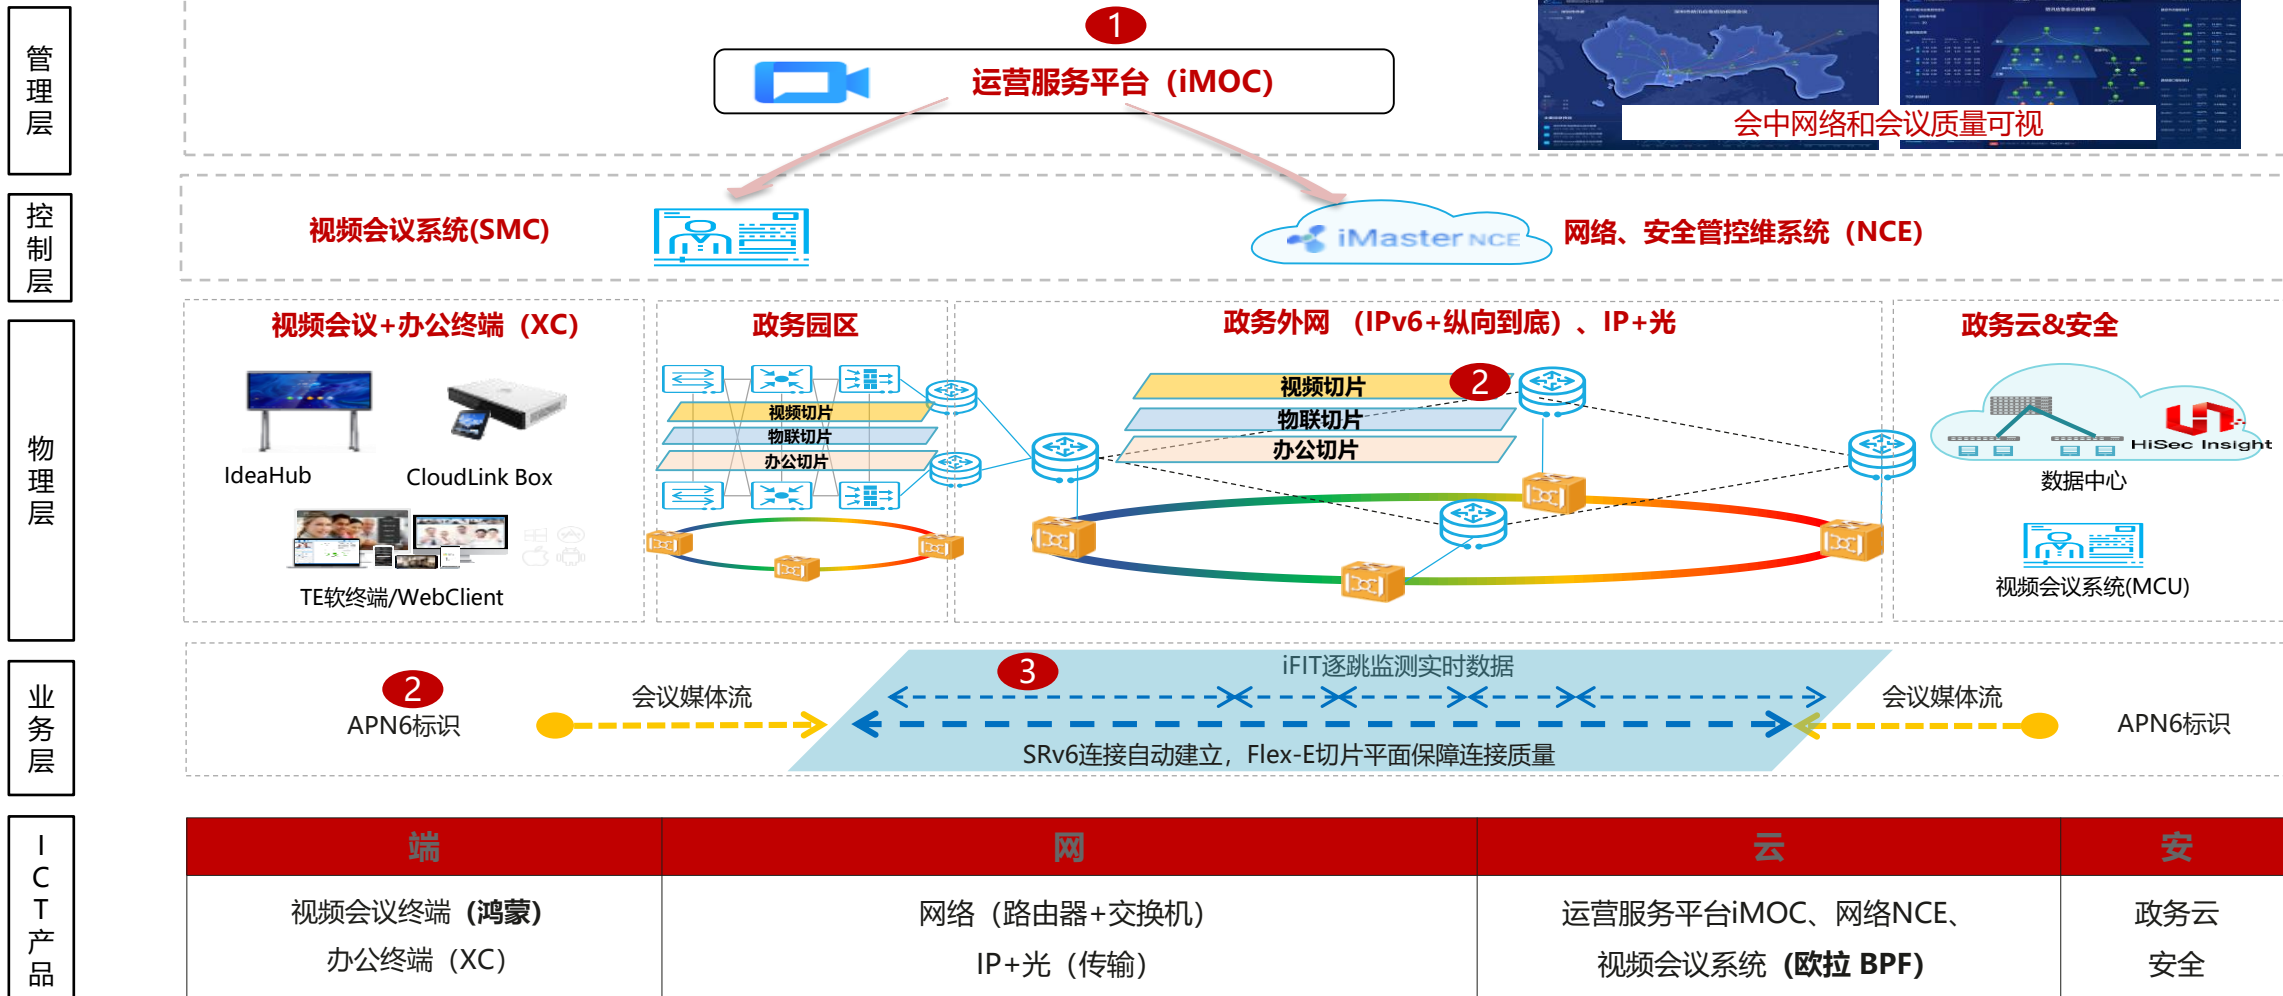 管理层
1
运营服务平台（iMOC）
会中网络和会议质量可视
控制层
视频会议系统(SMC)
iMaster NCE
网络、安全管控维系统（NCE）
物理层
视频会议+办公终端（XC）
政务园区
政务外网 （IPv6+纵向到底）、IP+光
政务云&安全
视频切片
物联切片
办公切片
视频切片
2
物联切片
办公切片
IdeaHub
CloudLink Box
HiSec Insight
数据中心
TE软终端/WebClient
视频会议系统(MCU)
业务层
2
APN6标识
会议媒体流
3
iFIT逐跳监测实时数据
SRv6连接自动建立，Flex-E切片平面保障连接质量
会议媒体流
APN6标识
ICT产品
端
网
云
安
视频会议终端（鸿蒙）
办公终端（XC）
网络（路由器+交换机）
IP+光（传输）
运营服务平台iMOC、网络NCE、
视频会议系统（欧拉 BPF）
政务云
安全